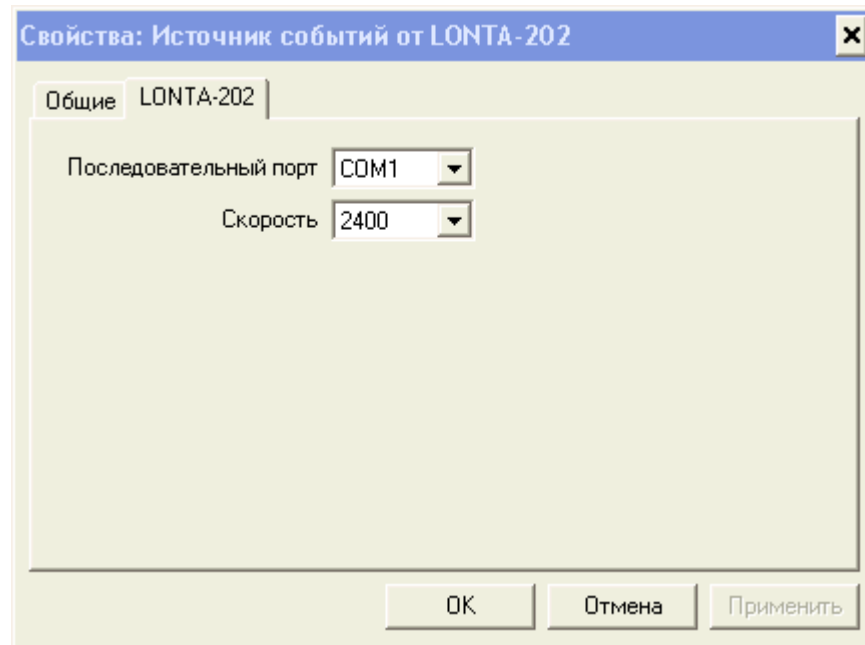 Свойства: Источник событий от LONTA-202
Общие LONTA-202
Последовательный порт COM1
Скорость 2400
OK Отмена Применить